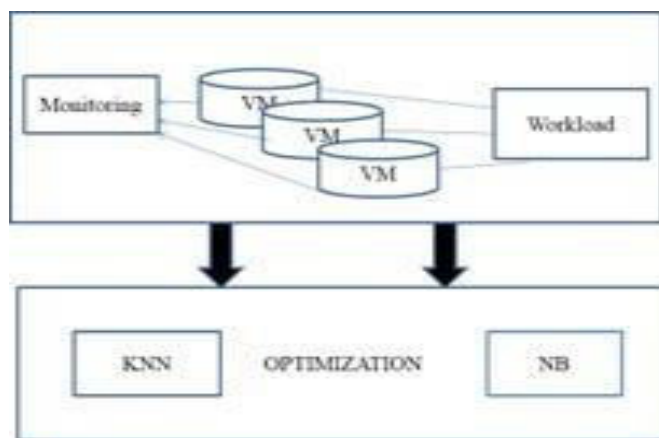 Monitoring
VM
VM
VM
Workload
KNN
OPTIMIZATION
NB